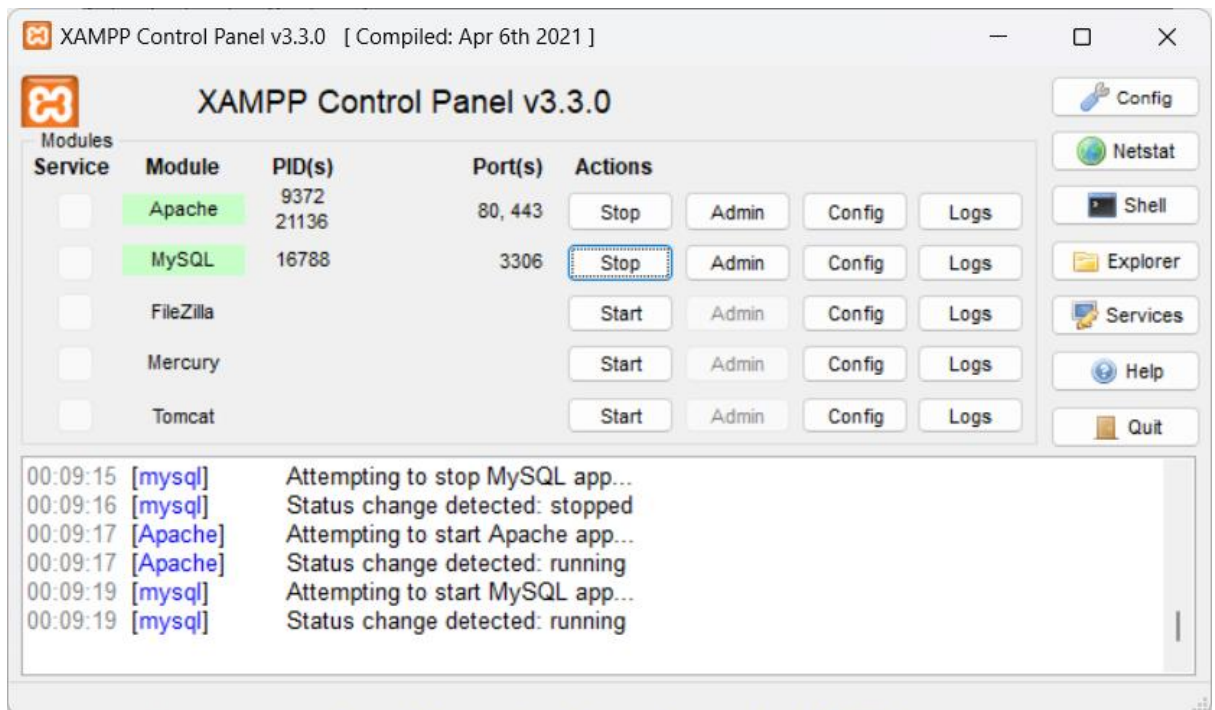 XAMPP Control Panel v3.3.0 [ Compiled: Apr 6th 2021 ]
XAMPP Control Panel v3.3.0
Config
Modules
Service Module PID(s) Port(s) Actions
Netstat
Apache 9372 21136 80, 443 Stop Admin Config Logs
Shell
MySQL 16788 3306 Stop Admin Config Logs
Explorer
FileZilla Start Admin Config Logs
Services
Mercury Start Admin Config Logs
Help
Tomcat Start Admin Config Logs
Quit
00:09:15 [mysql] Attempting to stop MySQL app...
00:09:16 [mysql] Status change detected: stopped
00:09:17 [Apache] Attempting to start Apache app...
00:09:17 [Apache] Status change detected: running
00:09:19 [mysql] Attempting to start MySQL app...
00:09:19 [mysql] Status change detected: running